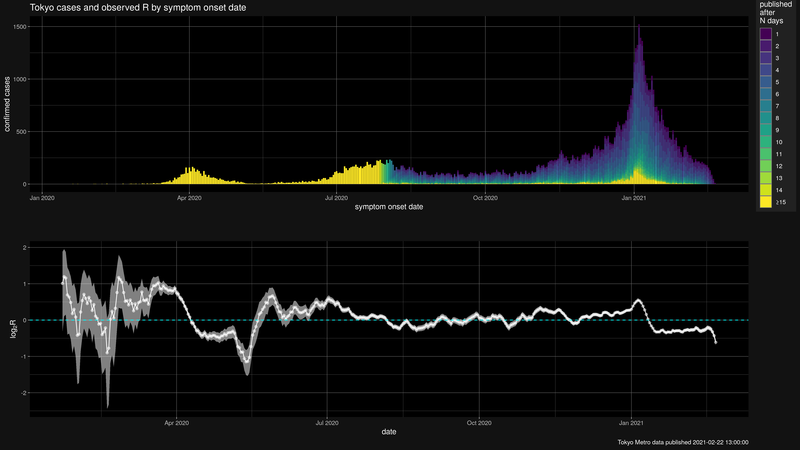 Tokyo cases and observed R by symptom onset date
published
after
N days
1
2
3
4
5
6
7
8
9
10
11
12
13
14
≥15
confirmed cases
1500
1000
500
0
Jan 2020
Apr 2020
Jul 2020
Oct 2020
Jan 2021
symptom onset date
log2R
2
1
0
-1
-2
Apr 2020
Jul 2020
Oct 2020
Jan 2021
date
Tokyo Metro data published 2021-02-22 13:00:00